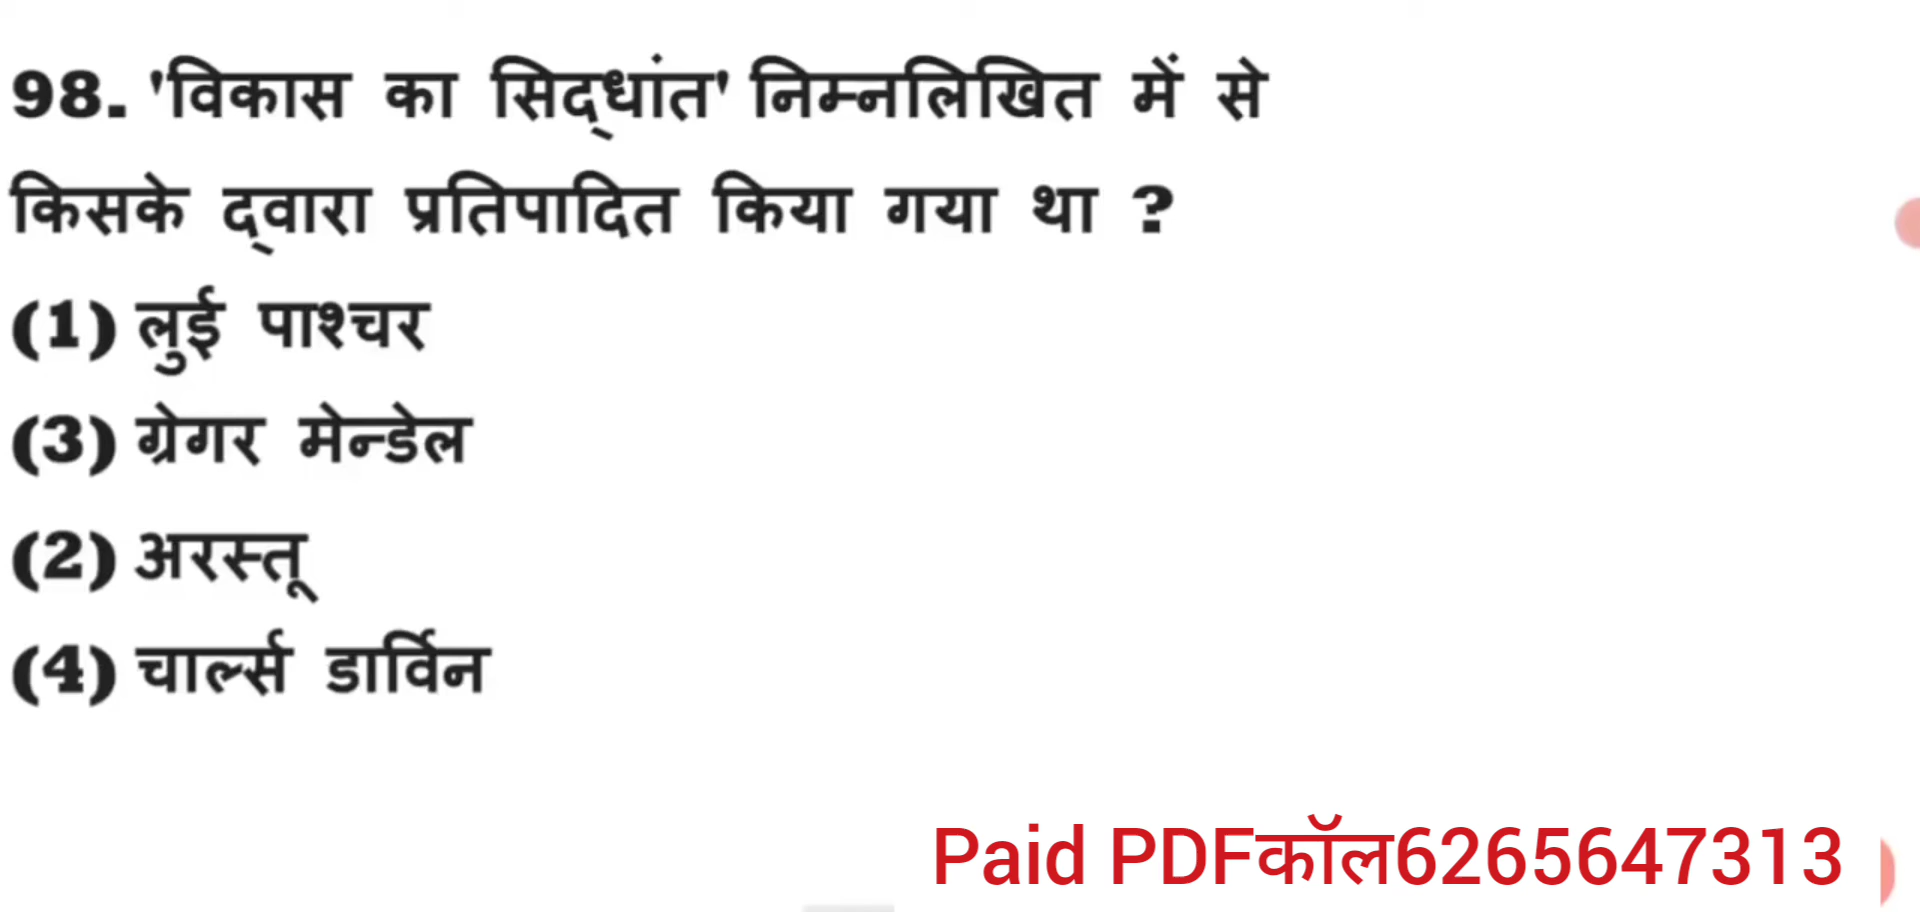 98. 'विकास का सिद्‌धांत' निम्नलिखित में से
किसके द्‌वारा प्रतिपादित किया गया था ?
(1) लुई पाश्चर
(3) ग्रेगर मेन्डेल
(2) अरस्तू
(4) चार्ल्स डार्विन
Paid PDFकॉल6265647313